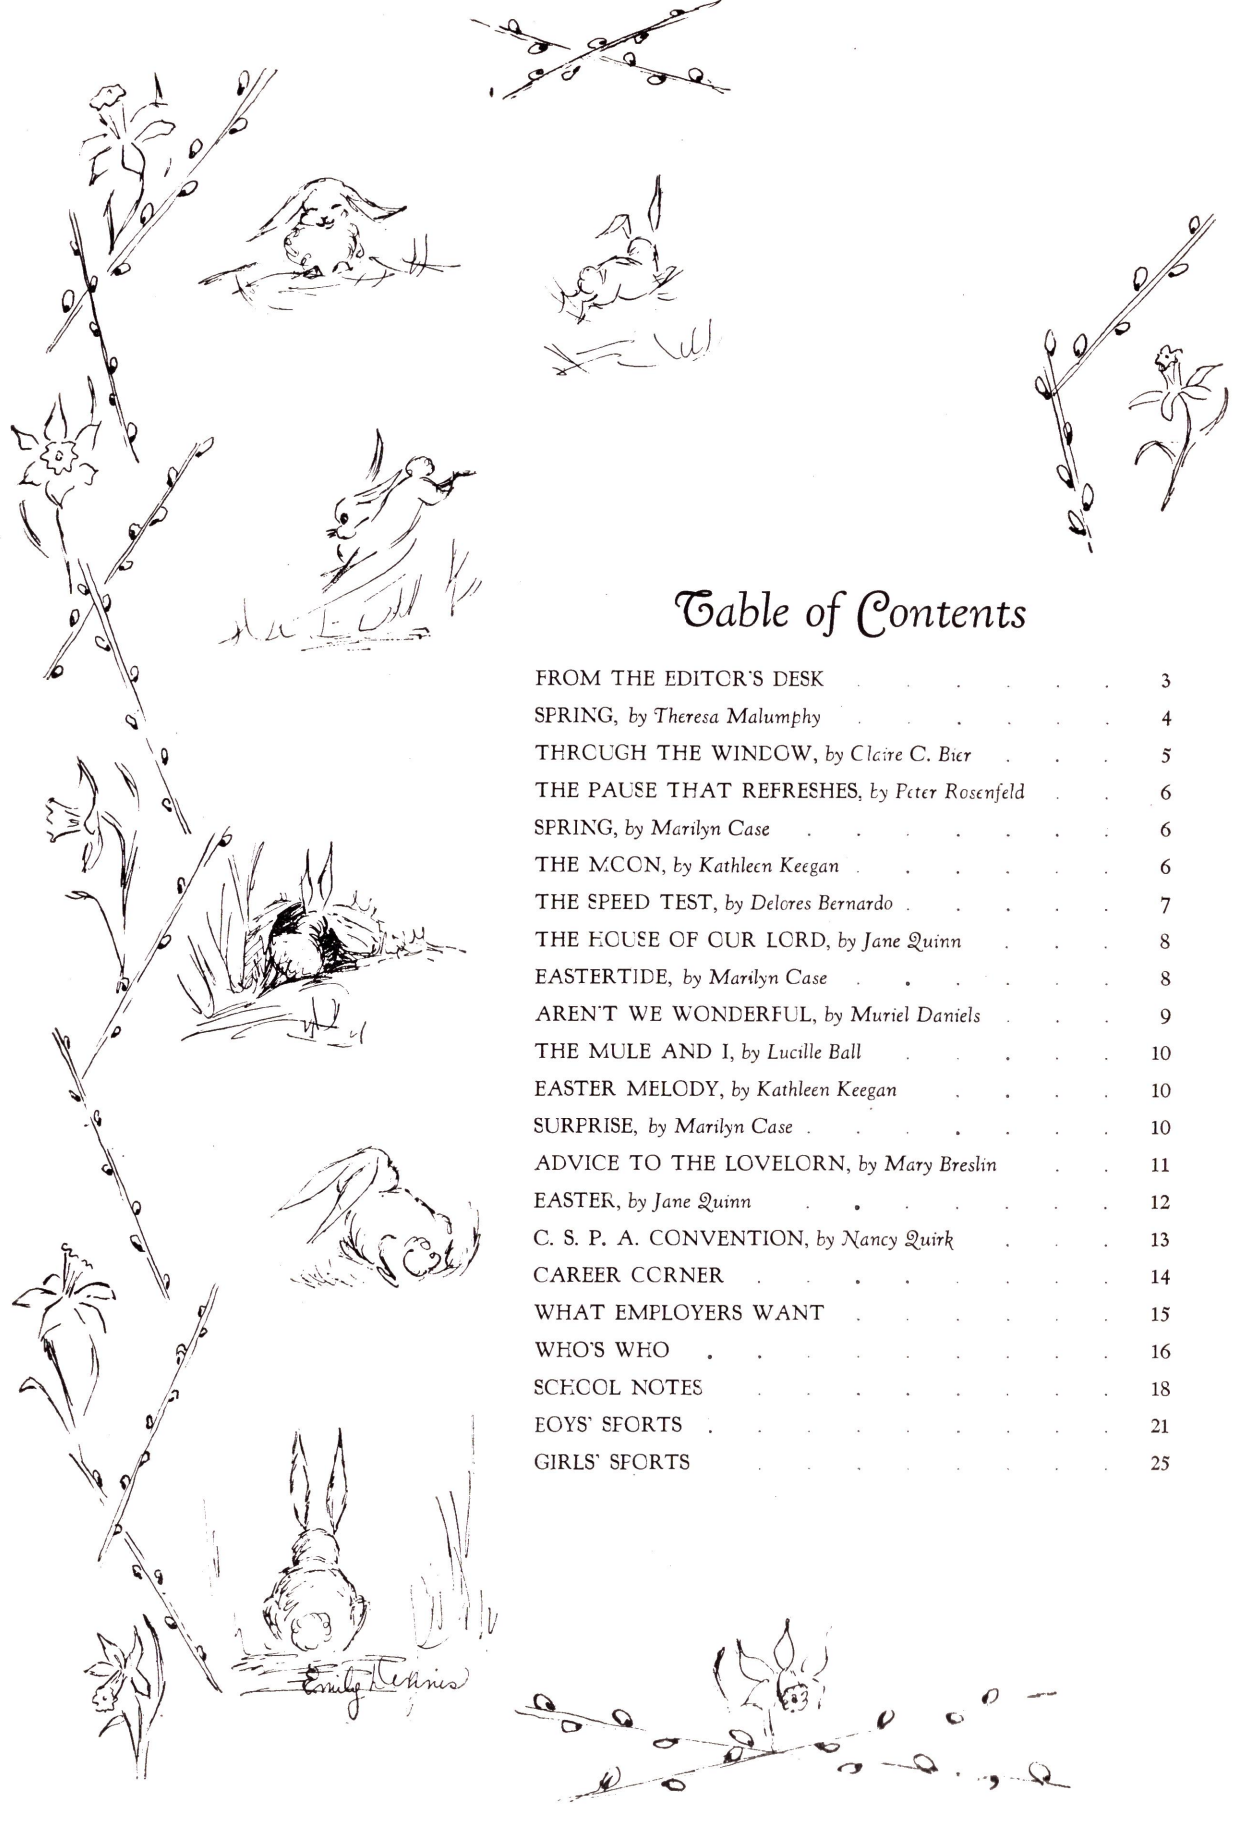 Table of Contents
FROM THE EDITOR'S DESK . . . . . . 3
SPRING, by Theresa Malumphy . . . . . . 4
THROUGH THE WINDOW, by Claire C. Bier . . . 5
THE PAUSE THAT REFRESHES, by Peter Rosenfeld . . 6
SPRING, by Marilyn Case . . . . . . . 6
THE MOON, by Kathleen Keegan . . . . . . 6
THE SPEED TEST, by Delores Bernardo . . . . . 7
THE HOUSE OF OUR LORD, by Jane Quinn . . . 8
EASTERTIDE, by Marilyn Case . . . . . . 8
AREN'T WE WONDERFUL, by Muriel Daniels . . . 9
THE MULE AND I, by Lucille Ball . . . . . 10
EASTER MELODY, by Kathleen Keegan . . . . 10
SURPRISE, by Marilyn Case . . . . . . . 10
ADVICE TO THE LOVELORN, by Mary Breslin . . 11
EASTER, by Jane Quinn . . . . . . . 12
C. S. P. A. CONVENTION, by Nancy Quirk . . . 13
CAREER CORNER . . . . . . . . 14
WHAT EMPLOYERS WANT . . . . . . 15
WHO'S WHO . . . . . . . . . 16
SCHOOL NOTES . . . . . . . . 18
BOYS' SPORTS . . . . . . . . . 21
GIRLS' SPORTS . . . . . . . . 25
Emily Dennis